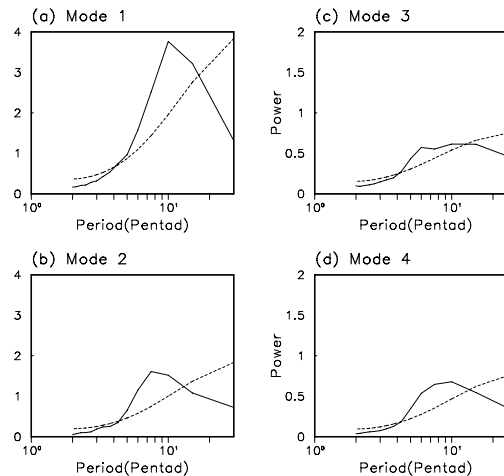 (a) Mode 1
4
3
2
1
0
10⁰
10¹
Period(Pentad)
(b) Mode 2
4
3
2
1
0
10⁰
10¹
Period(Pentad)
(c) Mode 3
2
1.5
1
0.5
0
Power
10⁰
10¹
Period(Pentad)
(d) Mode 4
2
1.5
1
0.5
0
Power
10⁰
10¹
Period(Pentad)